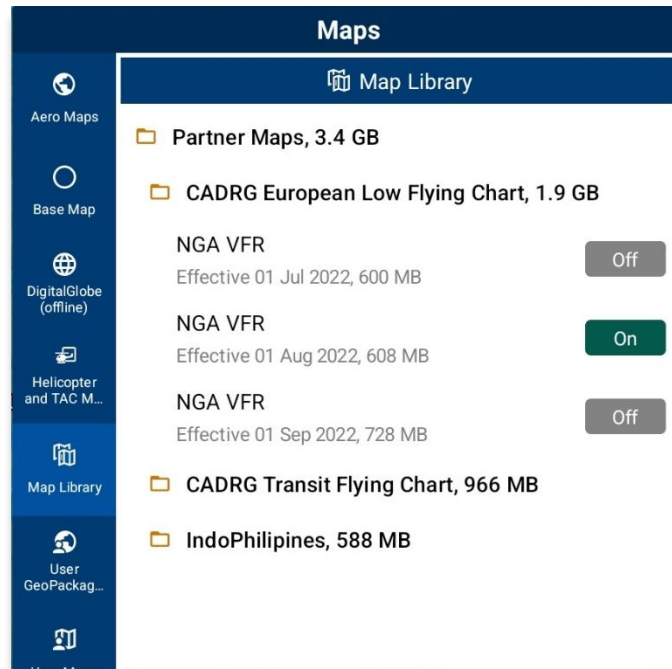 Maps
Aero Maps
Base Map
DigitalGlobe
(offline)
Helicopter
and TAC M...
Map Library
User
GeoPackag...
Map Library
Partner Maps, 3.4 GB
CADRG European Low Flying Chart, 1.9 GB
NGA VFR
Effective 01 Jul 2022, 600 MB
Off
NGA VFR
Effective 01 Aug 2022, 608 MB
On
NGA VFR
Effective 01 Sep 2022, 728 MB
Off
CADRG Transit Flying Chart, 966 MB
IndoPhilipines, 588 MB